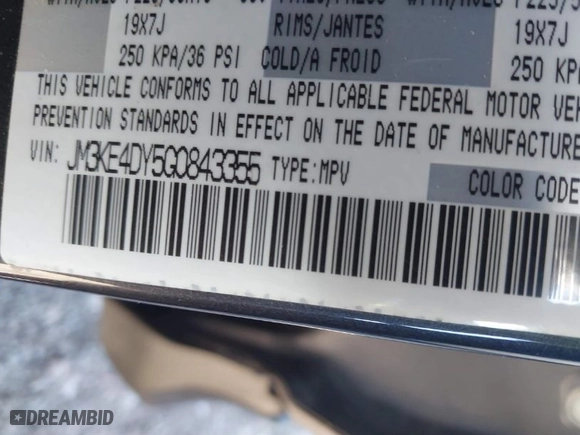 19X7J RIMS/JANTES 19X7J
250 KPA/36 PSI COLD/A FROID 250 KPA
THIS VEHICLE CONFORMS TO ALL APPLICABLE FEDERAL MOTOR VEH
PREVENTION STANDARDS IN EFFECT ON THE DATE OF MANUFACTURE
VIN: JM3KE4DY5G0843355 TYPE:MPV
COLOR CODE
DREAMBID